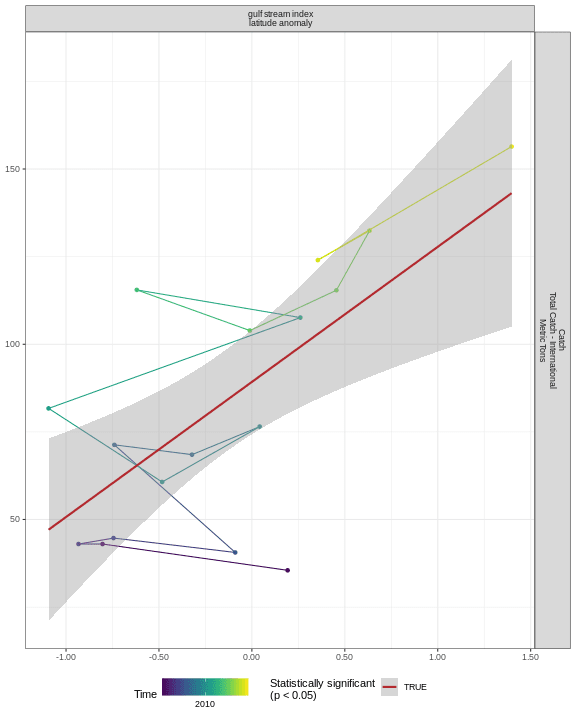 gulf stream index
latitude anomaly
150
100
50
Catch
Total Catch - International
Metric Tons
-1.00
-0.50
0.00
0.50
1.00
1.50
Time
2010
Statistically significant
(p < 0.05)
TRUE